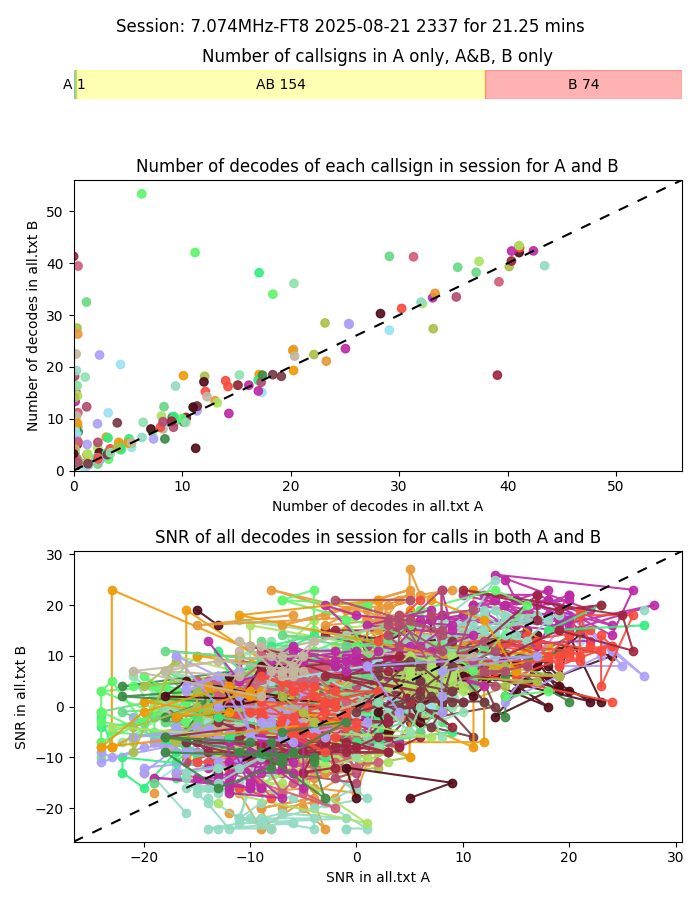 Session: 7.074MHz-FT8 2025-08-21 2337 for 21.25 mins
Number of callsigns in A only, A&B, B only
A 1 AB 154 B 74
Number of decodes of each callsign in session for A and B
50
40
30
20
10
0
Number of decodes in all.txt B
0 10 20 30 40 50
Number of decodes in all.txt A
SNR of all decodes in session for calls in both A and B
30
20
10
0
−10
−20
SNR in all.txt B
−20 −10 0 10 20 30
SNR in all.txt A